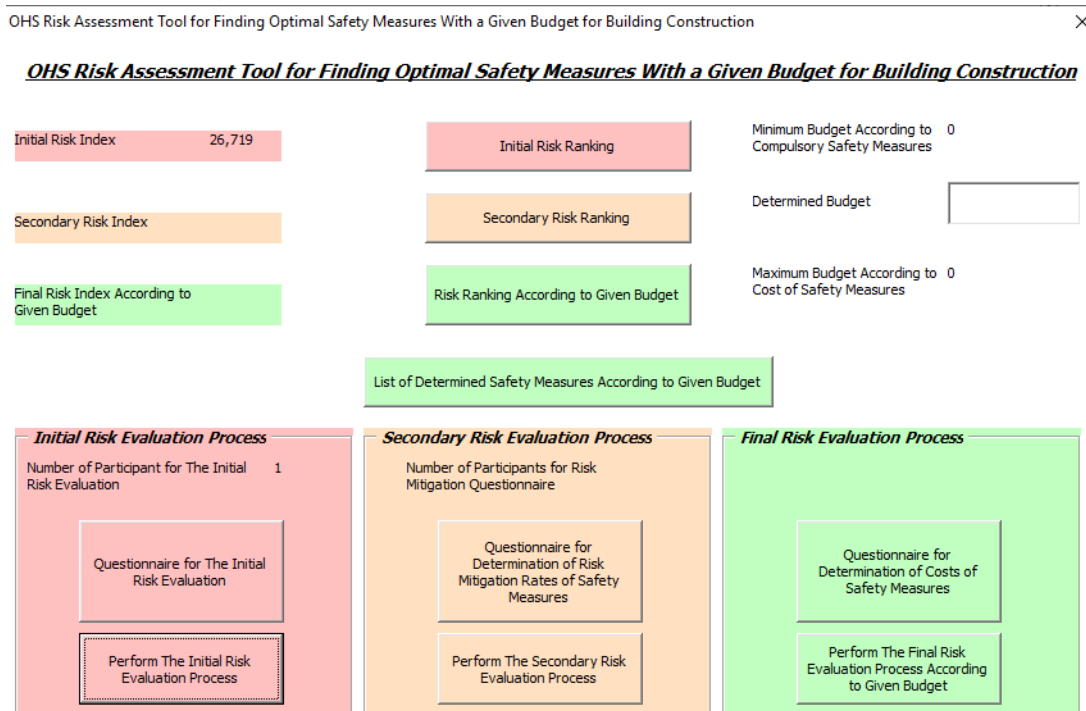 OHS Risk Assessment Tool for Finding Optimal Safety Measures With a Given Budget for Building Construction
OHS Risk Assessment Tool for Finding Optimal Safety Measures With a Given Budget for Building Construction
Initial Risk Index 26,719
Initial Risk Ranking
Minimum Budget According to 0
Compulsory Safety Measures
Secondary Risk Index
Secondary Risk Ranking
Determined Budget
Final Risk Index According to
Given Budget
Risk Ranking According to Given Budget
Maximum Budget According to 0
Cost of Safety Measures
List of Determined Safety Measures According to Given Budget
Initial Risk Evaluation Process
Number of Participant for The Initial 1
Risk Evaluation
Questionnaire for The Initial
Risk Evaluation
Perform The Initial Risk
Evaluation Process
Secondary Risk Evaluation Process
Number of Participants for Risk
Mitigation Questionnaire
Questionnaire for
Determination of Risk
Mitigation Rates of Safety
Measures
Perform The Secondary Risk
Evaluation Process
Final Risk Evaluation Process
Questionnaire for
Determination of Costs of
Safety Measures
Perform The Final Risk
Evaluation Process According
to Given Budget